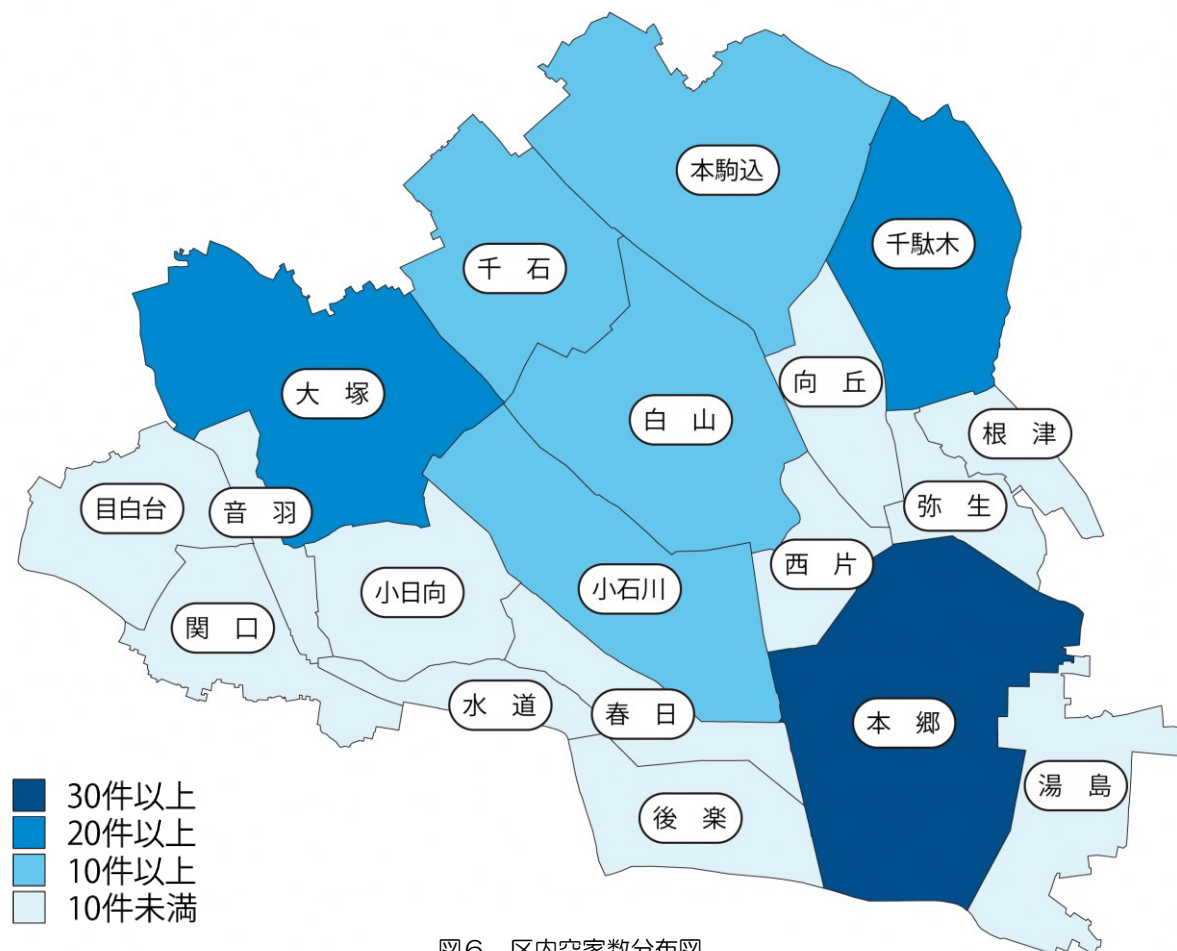 本駒込
千駄木
千　石
向　丘
大　塚
白　山
根　津
目白台
音　羽
弥　生
西　片
小日向
小石川
関　口
水　道
春　日
本　郷
湯　島
後　楽
30件以上
20件以上
10件以上
10件未満
図6　区内空家数分布図